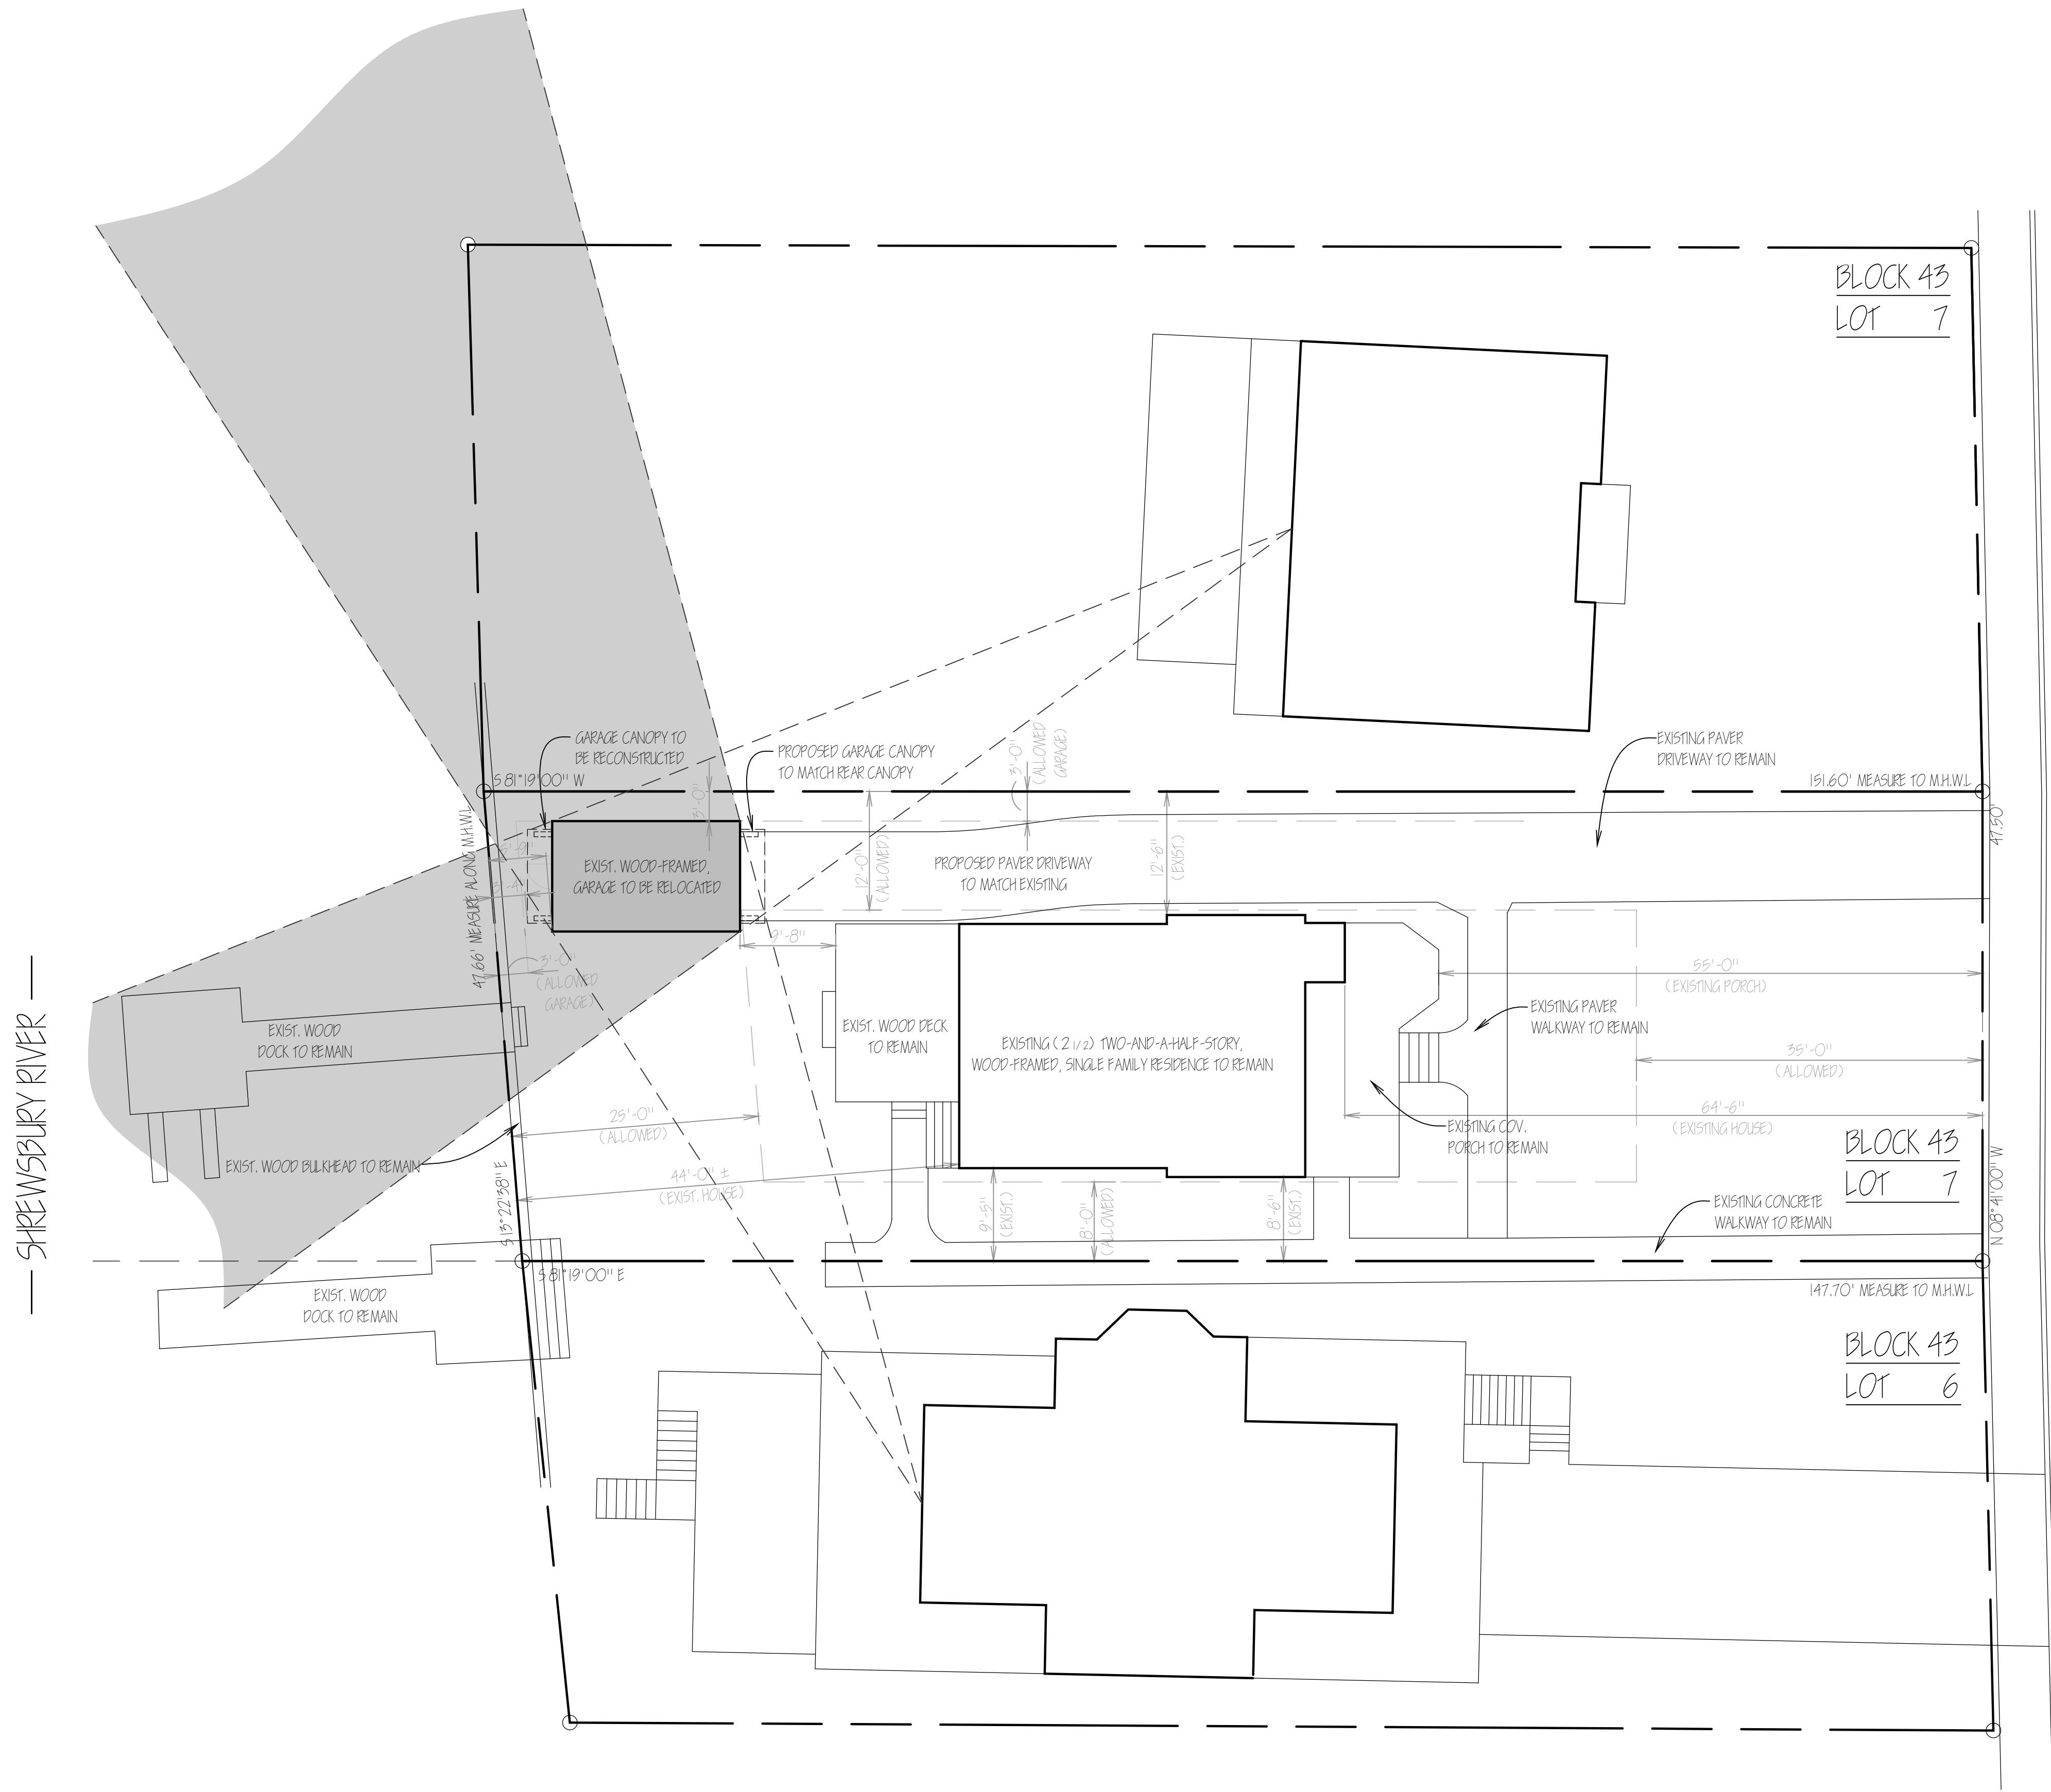 BLOCK 43
LOT 7
GARAGE CANOPY TO
BE RECONSTRUCTED
PROPOSED GARAGE CANOPY
TO MATCH REAR CANOPY
3'-0"
(ALLOWED
GARAGE)
EXISTING PAVER
DRIVEWAY TO REMAIN
S 81°19'00" W
151.60' MEASURE TO M.H.W.L
3'-0"
47.50'
47.66' MEASURE ALONG M.H.W.L
EXIST. WOOD-FRAMED,
GARAGE TO BE RELOCATED
12'-0"
(ALLOWED)
PROPOSED PAVER DRIVEWAY
TO MATCH EXISTING
12'-6"
(EXIST.)
9'-8"
3'-0"
(ALLOWED
GARAGE)
55'-0"
(EXISTING PORCH)
SHREWSBURY RIVER
EXIST. WOOD
DOCK TO REMAIN
EXIST. WOOD DECK
TO REMAIN
EXISTING (2 1/2) TWO-AND-A-HALF-STORY,
WOOD-FRAMED, SINGLE FAMILY RESIDENCE TO REMAIN
EXISTING PAVER
WALKWAY TO REMAIN
35'-0"
(ALLOWED)
25'-0"
(ALLOWED)
64'-6"
(EXISTING HOUSE)
EXISTING COV.
PORCH TO REMAIN
BLOCK 43
LOT 7
EXIST. WOOD BULKHEAD TO REMAIN
44'-0" ±
(EXIST. HOUSE)
S 13°22'38" E
9'-5"
(EXIST.)
8'-0"
(ALLOWED)
8'-6"
(EXIST.)
EXISTING CONCRETE
WALKWAY TO REMAIN
N 08°41'00" W
S 81°19'00" E
147.70' MEASURE TO M.H.W.L
EXIST. WOOD
DOCK TO REMAIN
BLOCK 43
LOT 6